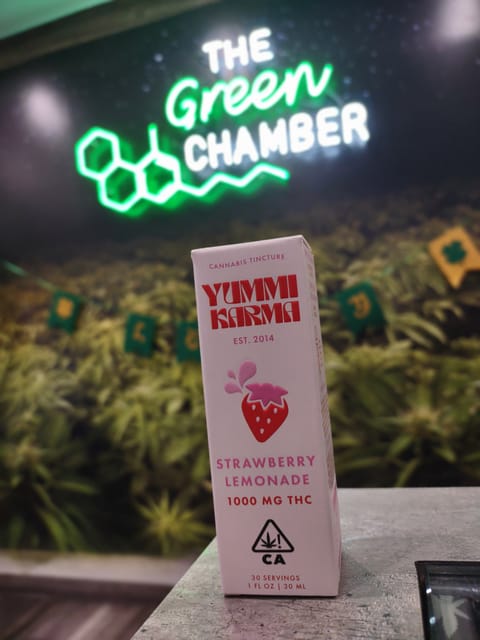 THE
Green
CHAMBER
CANNABIS TINCTURE
YUMMI
KARMA
EST. 2014
STRAWBERRY
LEMONADE
1000 MG THC
CA
30 SERVINGS
1 FL OZ | 30 ML